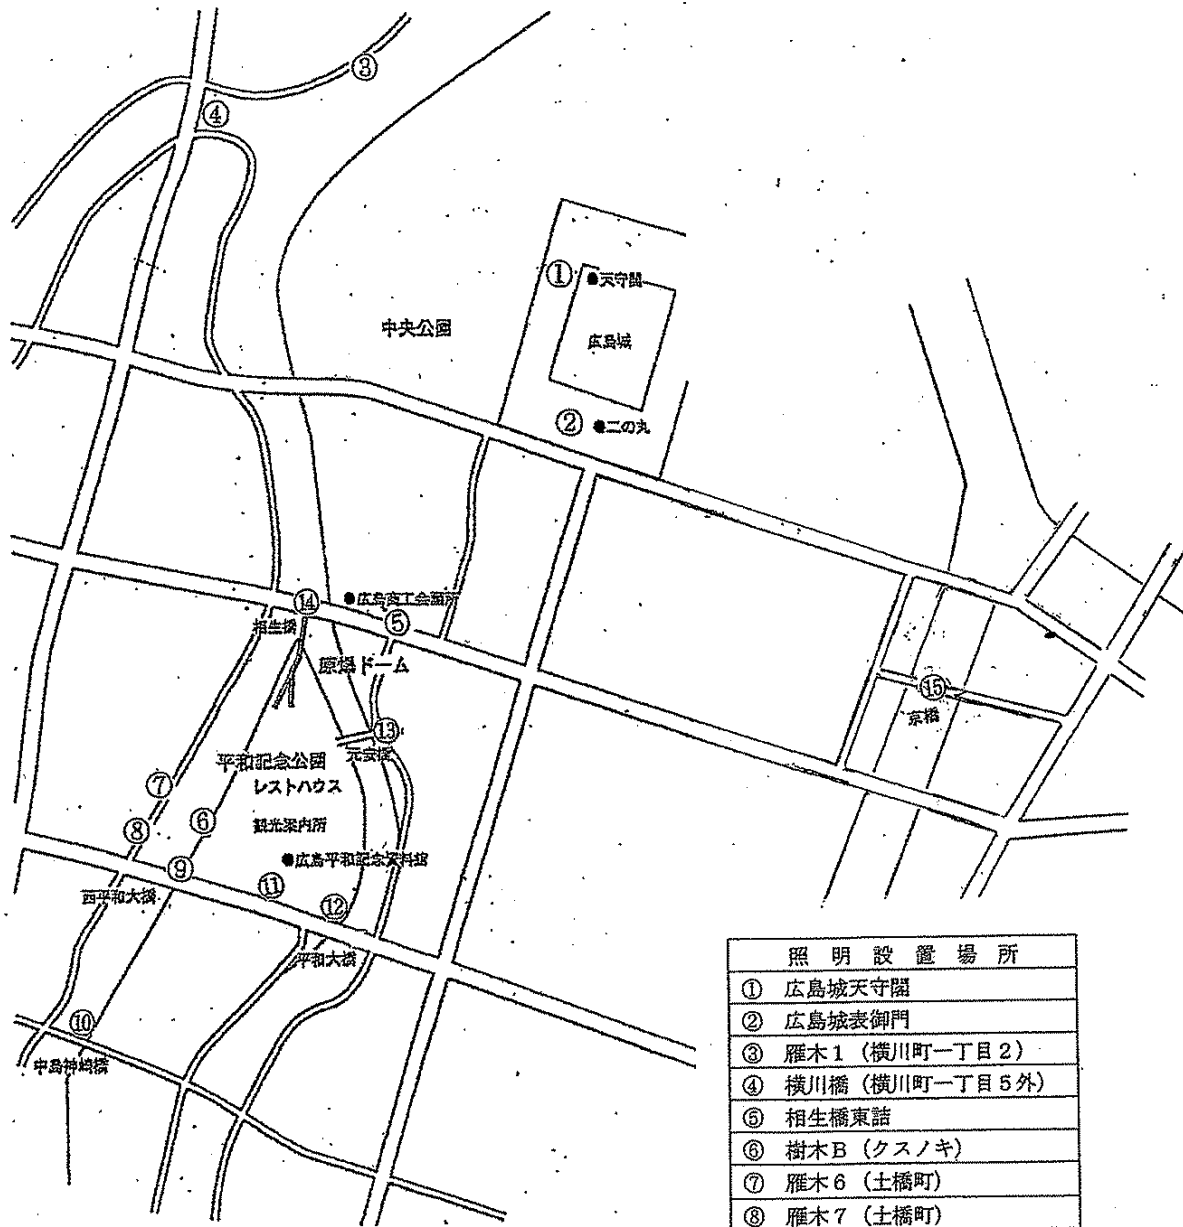 ③
④
①
●天守閣
中央公園
広島城
②
●二の丸
⑭
●広島商工会議所
⑤
相生橋
原爆ドーム
⑮
京橋
⑬
元安橋
平和記念公園
レストハウス
⑦
⑥
観光案内所
⑧
●広島平和記念資料館
⑨
⑪
西平和大橋
⑫
平和大橋
⑩
中島神崎橋
照明設置場所
① 広島城天守閣
② 広島城表御門
③ 雁木1（横川町一丁目2）
④ 横川橋（横川町一丁目5外）
⑤ 相生橋東詰
⑥ 樹木B（クスノキ）
⑦ 雁木6（土橋町）
⑧ 雁木7（土橋町）